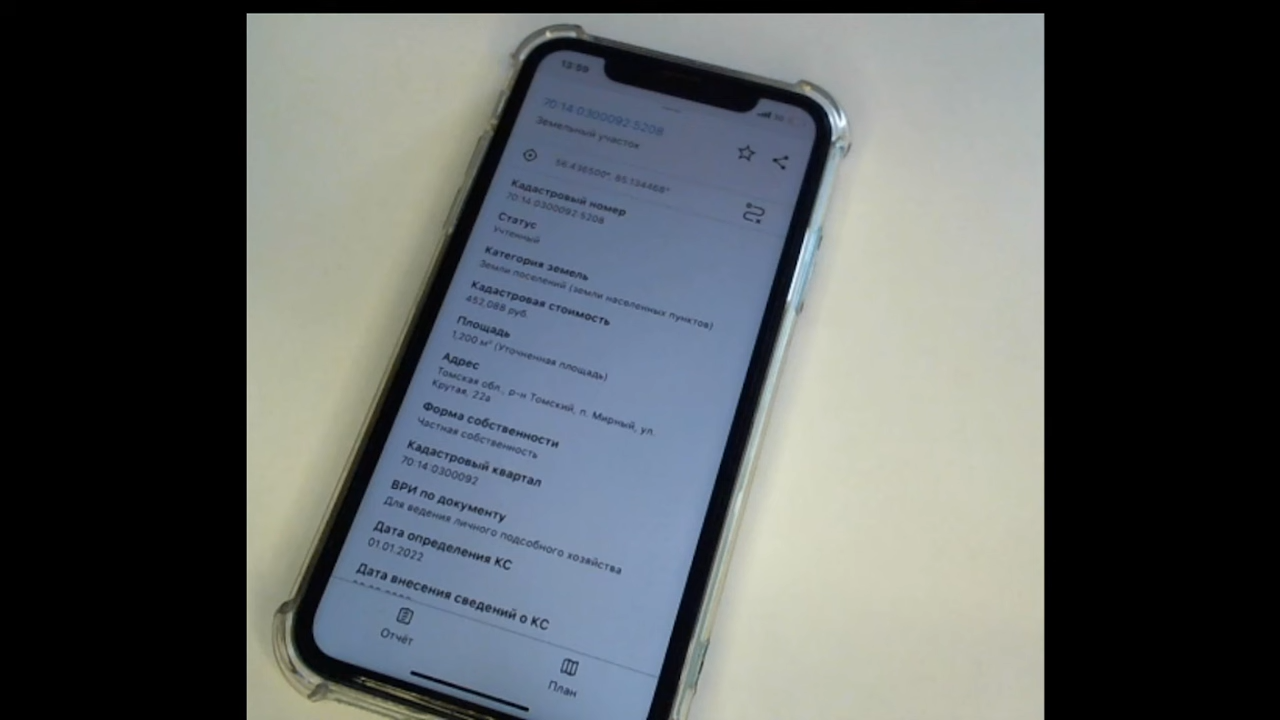 13:59
70:14:0300092:5208
Земельный участок
56.436500°, 85.134468°
Кадастровый номер
70:14:0300092:5208
Статус
Учтенный
Категория земель
Земли поселений (земли населенных пунктов)
Кадастровая стоимость
452,088 руб.
Площадь
1,200 м² (Уточненная площадь)
Адрес
Томская обл., р-н Томский, п. Мирный, ул.
Крутая, 22а
Форма собственности
Частная собственность
Кадастровый квартал
70:14:0300092
ВРИ по документу
Для ведения личного подсобного хозяйства
Дата определения КС
01.01.2022
Дата внесения сведений о КС
Отчёт
План